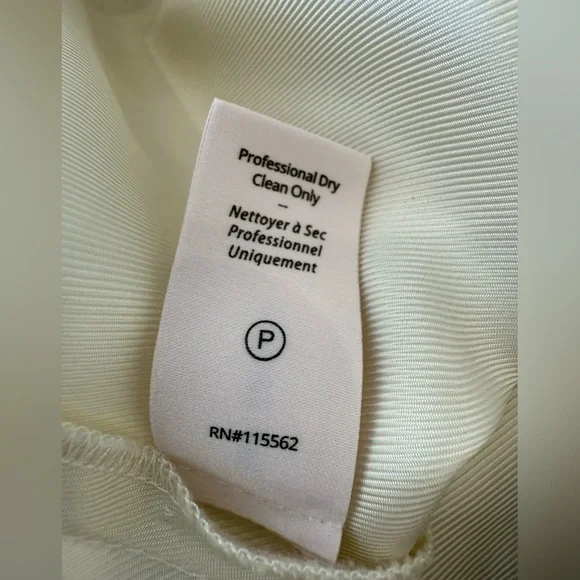 Professional Dry
Clean Only
–
Nettoyer à Sec
Professionnel
Uniquement
P
RN#115562